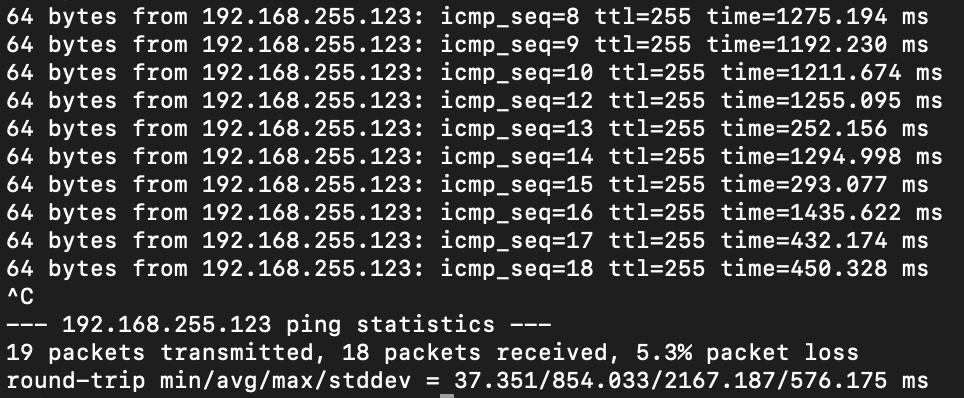 64 bytes from 192.168.255.123: icmp_seq=8 ttl=255 time=1275.194 ms
64 bytes from 192.168.255.123: icmp_seq=9 ttl=255 time=1192.230 ms
64 bytes from 192.168.255.123: icmp_seq=10 ttl=255 time=1211.674 ms
64 bytes from 192.168.255.123: icmp_seq=12 ttl=255 time=1255.095 ms
64 bytes from 192.168.255.123: icmp_seq=13 ttl=255 time=252.156 ms
64 bytes from 192.168.255.123: icmp_seq=14 ttl=255 time=1294.998 ms
64 bytes from 192.168.255.123: icmp_seq=15 ttl=255 time=293.077 ms
64 bytes from 192.168.255.123: icmp_seq=16 ttl=255 time=1435.622 ms
64 bytes from 192.168.255.123: icmp_seq=17 ttl=255 time=432.174 ms
64 bytes from 192.168.255.123: icmp_seq=18 ttl=255 time=450.328 ms
^C
--- 192.168.255.123 ping statistics ---
19 packets transmitted, 18 packets received, 5.3% packet loss
round-trip min/avg/max/stddev = 37.351/854.033/2167.187/576.175 ms